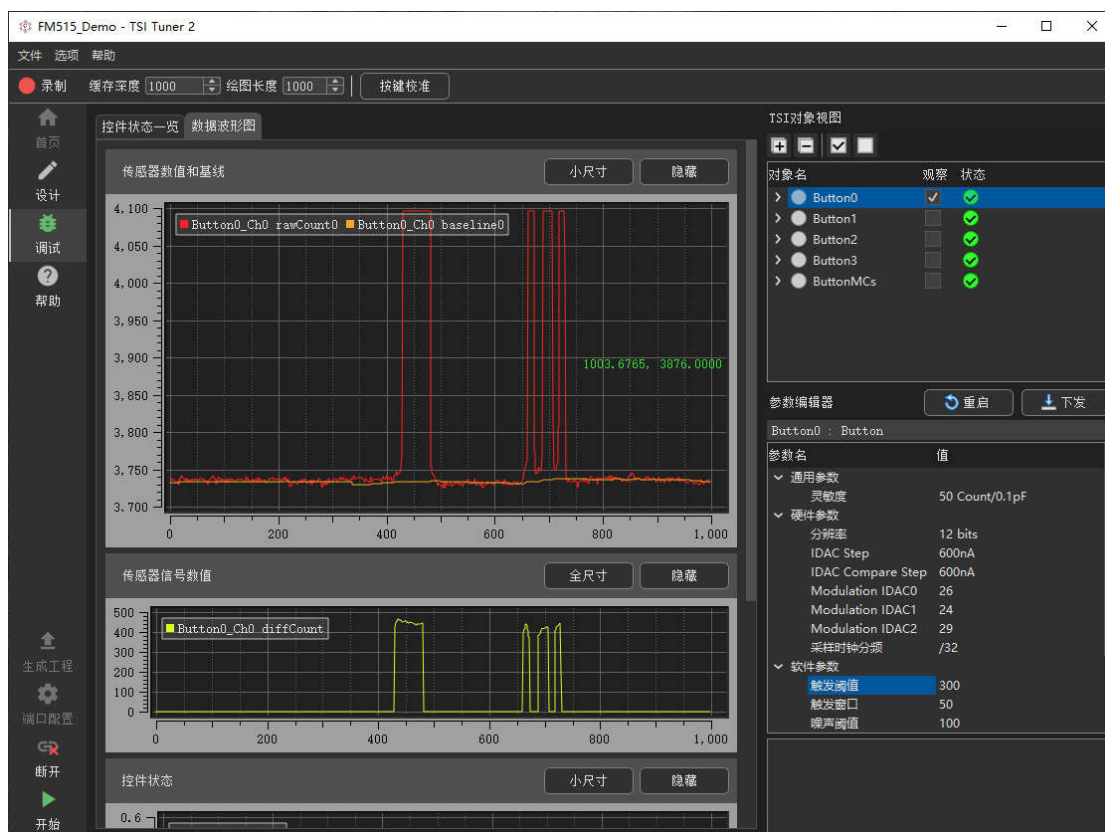 FM515_Demo - TSI Tuner 2
文件 选项 帮助
录制 缓存深度 1000 绘图长度 1000 按键校准
首页
设计
调试
帮助
生成工程
端口配置
断开
开始
控件状态一览 数据波形图
传感器数值和基线 小尺寸 隐藏
Button0_Ch0 rawCount0 Button0_Ch0 baseline0
4,100
4,050
4,000
3,950
3,900
3,850
3,800
3,750
3,700
1003.6765, 3876.0000
0 200 400 600 800 1,000
传感器信号数值 全尺寸 隐藏
Button0_Ch0 diffCount
500
400
300
200
100
0
0 200 400 600 800 1,000
控件状态 小尺寸 隐藏
0.6
TSI对象视图
对象名 观察 状态
Button0
Button1
Button2
Button3
ButtonMCs
参数编辑器 重启 下发
Button0 : Button
参数名 值
通用参数
灵敏度 50 Count/0.1pF
硬件参数
分辨率 12 bits
IDAC Step 600nA
IDAC Compare Step 600nA
Modulation IDAC0 26
Modulation IDAC1 24
Modulation IDAC2 29
采样时钟分频 /32
软件参数
触发阈值 300
触发窗口 50
噪声阈值 100